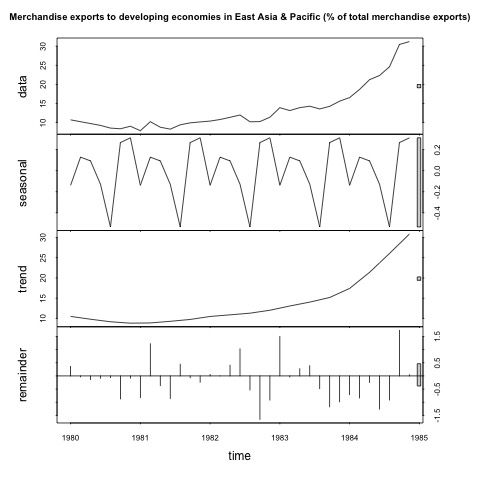 Merchandise exports to developing economies in East Asia & Pacific (% of total merchandise exports)
data
10 15 20 25 30
seasonal
-0.4 -0.2 0.0 0.2
trend
10 15 20 30
remainder
-1.5 -0.5 0.5 1.5
1980 1981 1982 1983 1984 1985
time